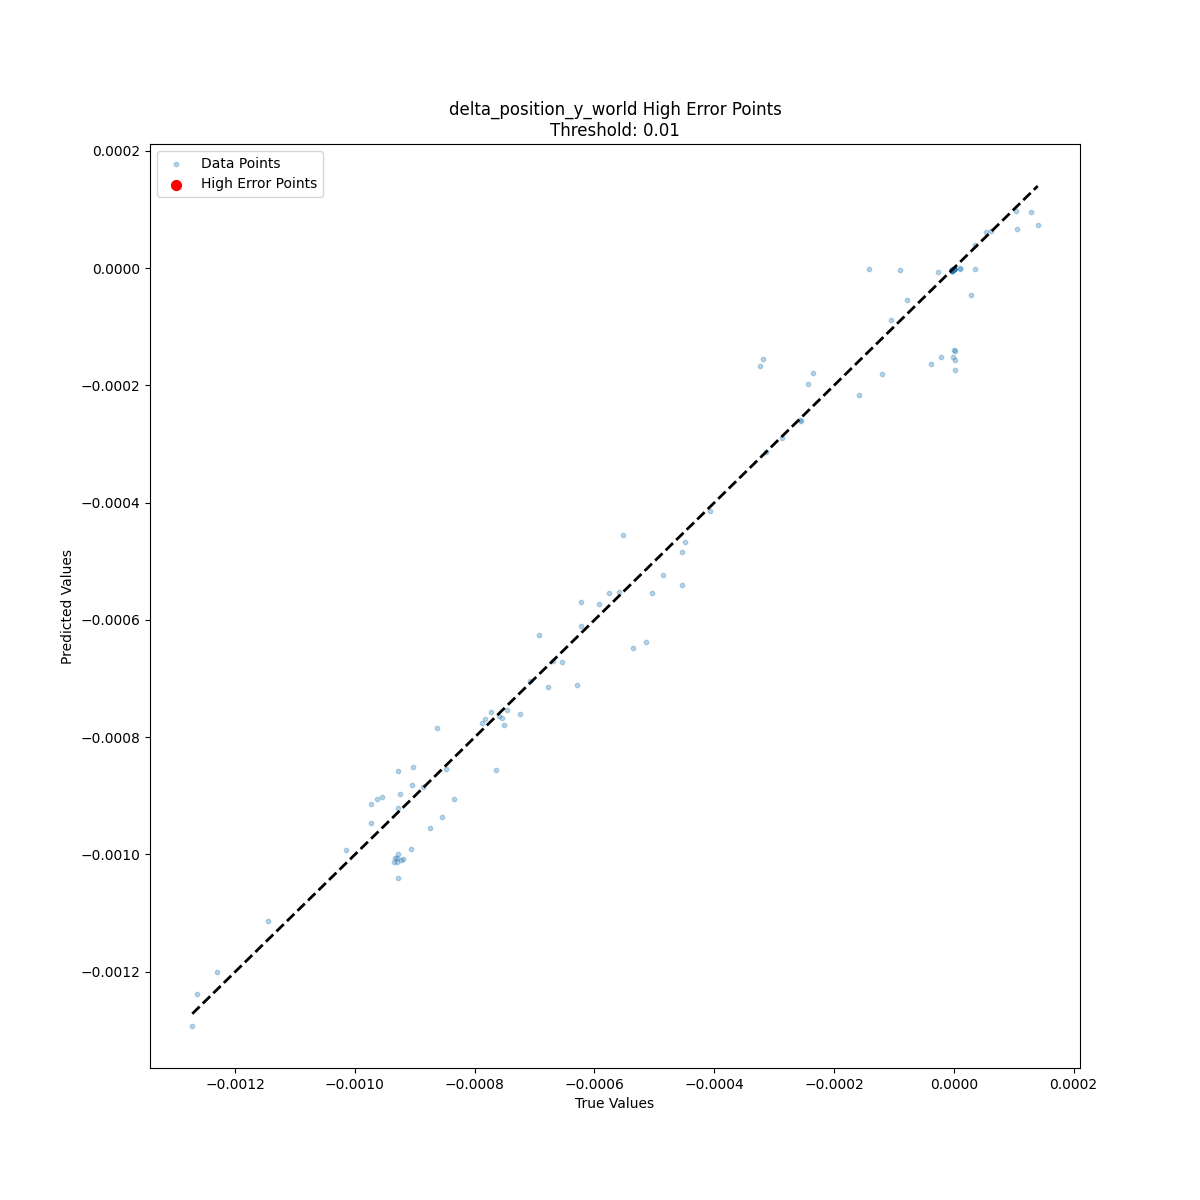 delta_position_y_world High Error Points
Threshold: 0.01
Data Points
High Error Points
0.0002
0.0000
−0.0002
−0.0004
−0.0006
−0.0008
−0.0010
−0.0012
Predicted Values
−0.0012
−0.0010
−0.0008
−0.0006
−0.0004
−0.0002
0.0000
0.0002
True Values